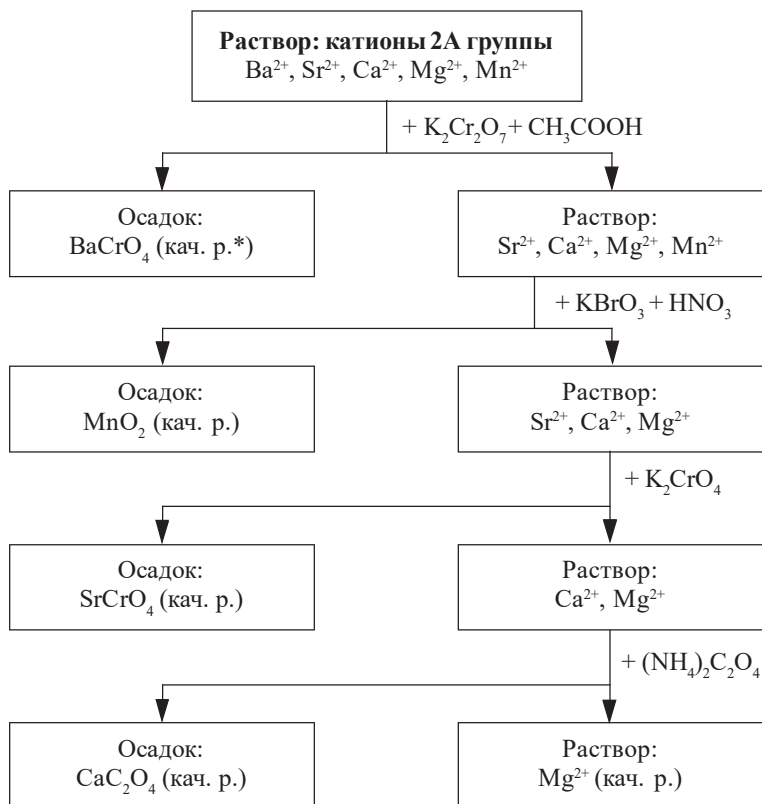 Раствор: катионы 2А группы
Ba²⁺, Sr²⁺, Ca²⁺, Mg²⁺, Mn²⁺
+ K₂Cr₂O₇ + CH₃COOH
Осадок:
BaCrO₄ (кач. р.*)
Раствор:
Sr²⁺, Ca²⁺, Mg²⁺, Mn²⁺
+ KBrO₃ + HNO₃
Осадок:
MnO₂ (кач. р.)
Раствор:
Sr²⁺, Ca²⁺, Mg²⁺
+ K₂CrO₄
Осадок:
SrCrO₄ (кач. р.)
Раствор:
Ca²⁺, Mg²⁺
+ (NH₄)₂C₂O₄
Осадок:
CaC₂O₄ (кач. р.)
Раствор:
Mg²⁺ (кач. р.)